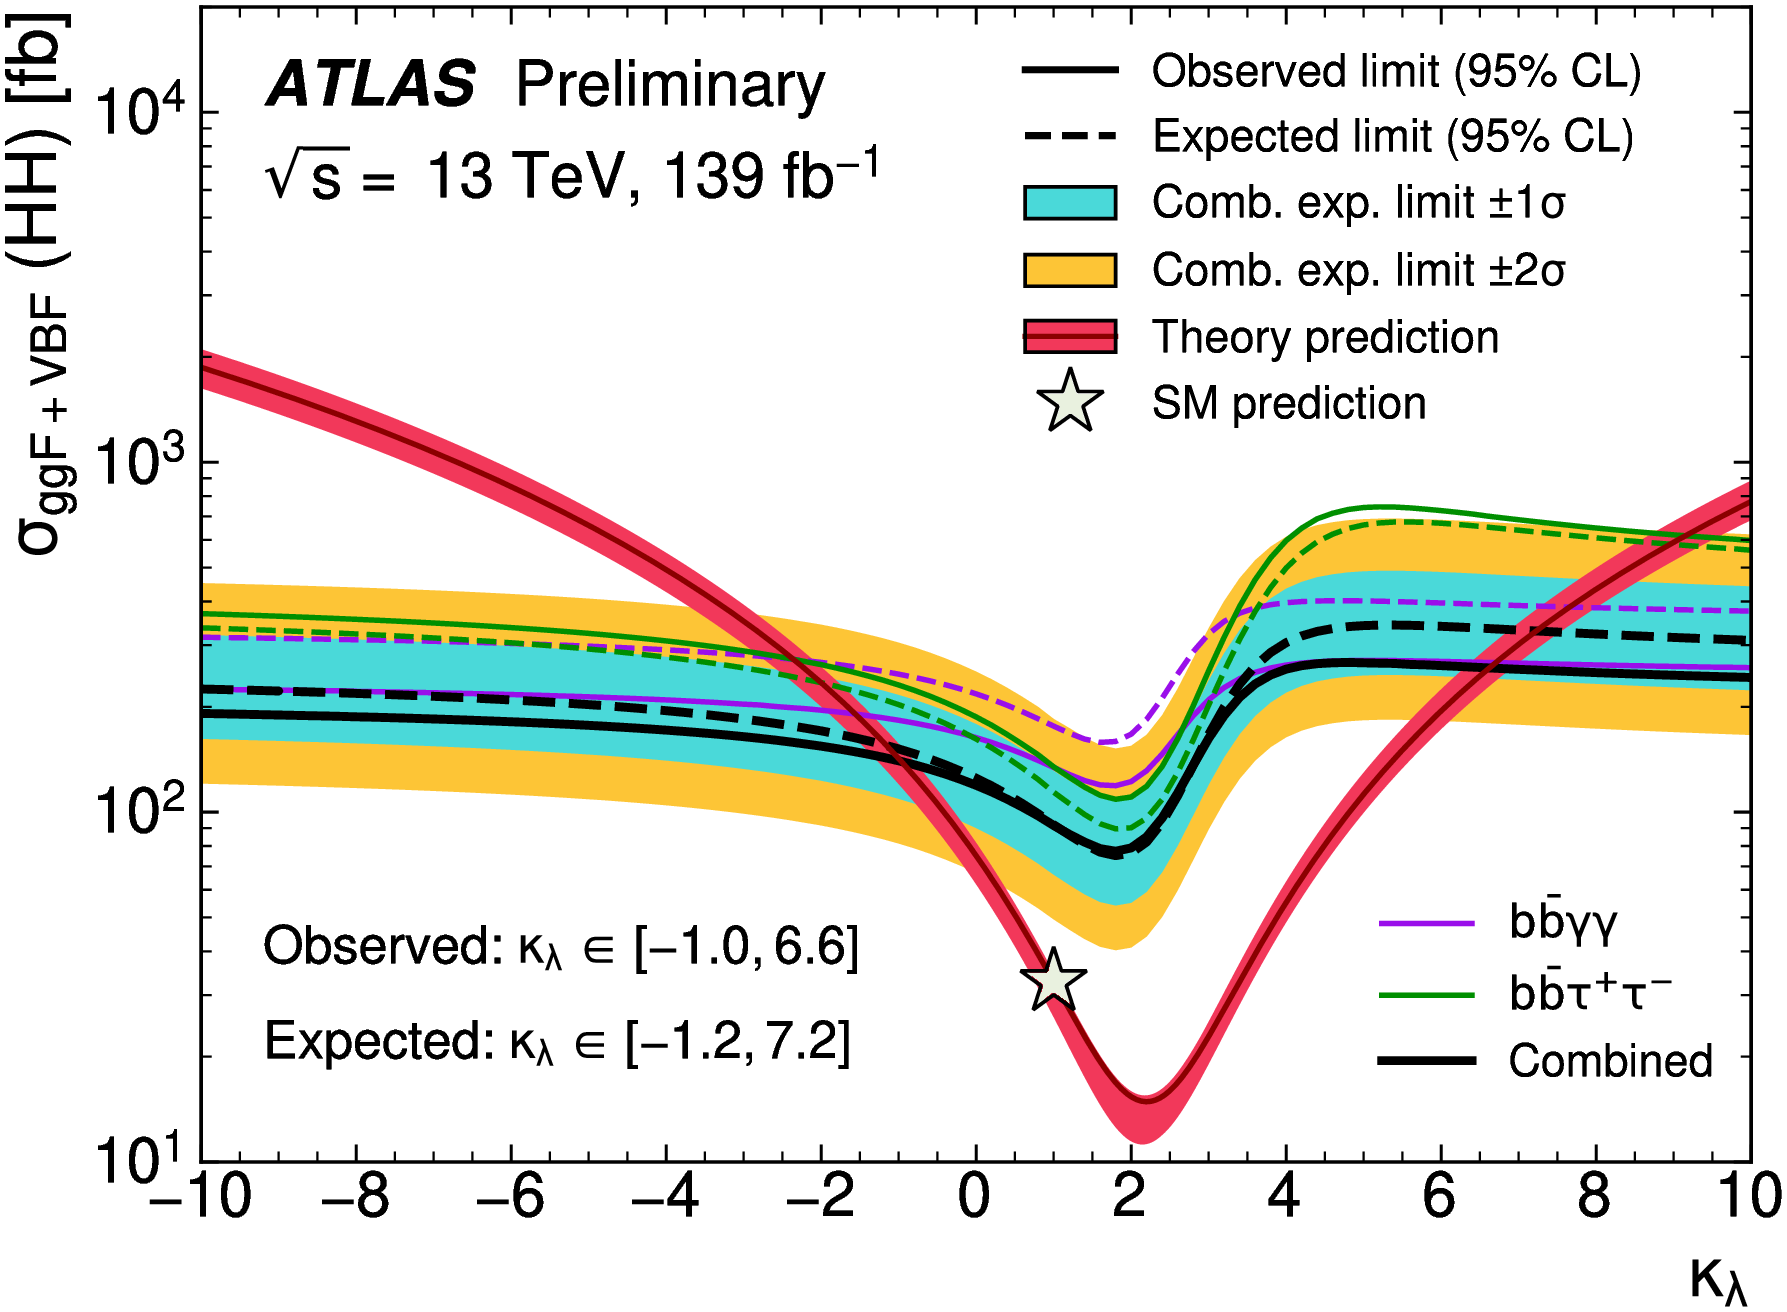 σggF + VBF (HH) [fb]
ATLAS Preliminary
√s = 13 TeV, 139 fb⁻¹
Observed limit (95% CL)
Expected limit (95% CL)
Comb. exp. limit ±1σ
Comb. exp. limit ±2σ
Theory prediction
SM prediction
10⁴
10³
10²
10¹
Observed: κλ ∈ [−1.0, 6.6]
Expected: κλ ∈ [−1.2, 7.2]
bb̄γγ
bb̄τ⁺τ⁻
Combined
−10 −8 −6 −4 −2 0 2 4 6 8 10
κλ